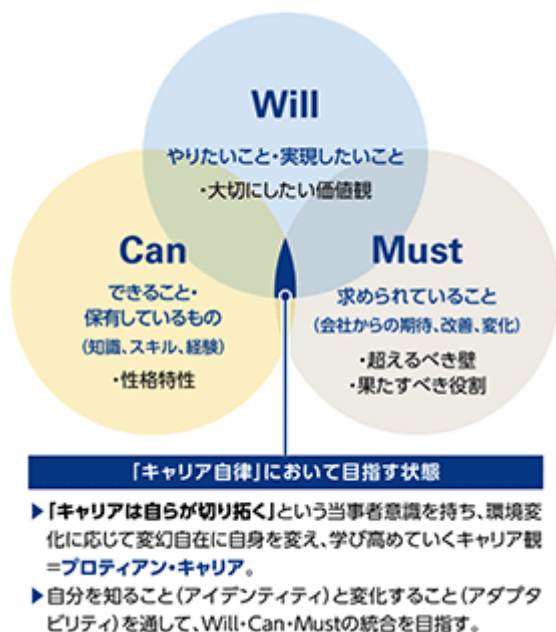 Will
やりたいこと・実現したいこと
・大切にしたい価値観
Can
できること・
保有しているもの
(知識、スキル、経験)
・性格特性
Must
求められていること
(会社からの期待、改善、変化)
・超えるべき壁
・果たすべき役割
「キャリア自律」において目指す状態
▶「キャリアは自らが切り拓く」という当事者意識を持ち、環境変
化に応じて変幻自在に自身を変え、学び高めていくキャリア観
=プロティアン・キャリア。
▶自分を知ること(アイデンティティ)と変化すること(アダプタ
ビリティ)を通して、Will・Can・Mustの統合を目指す。